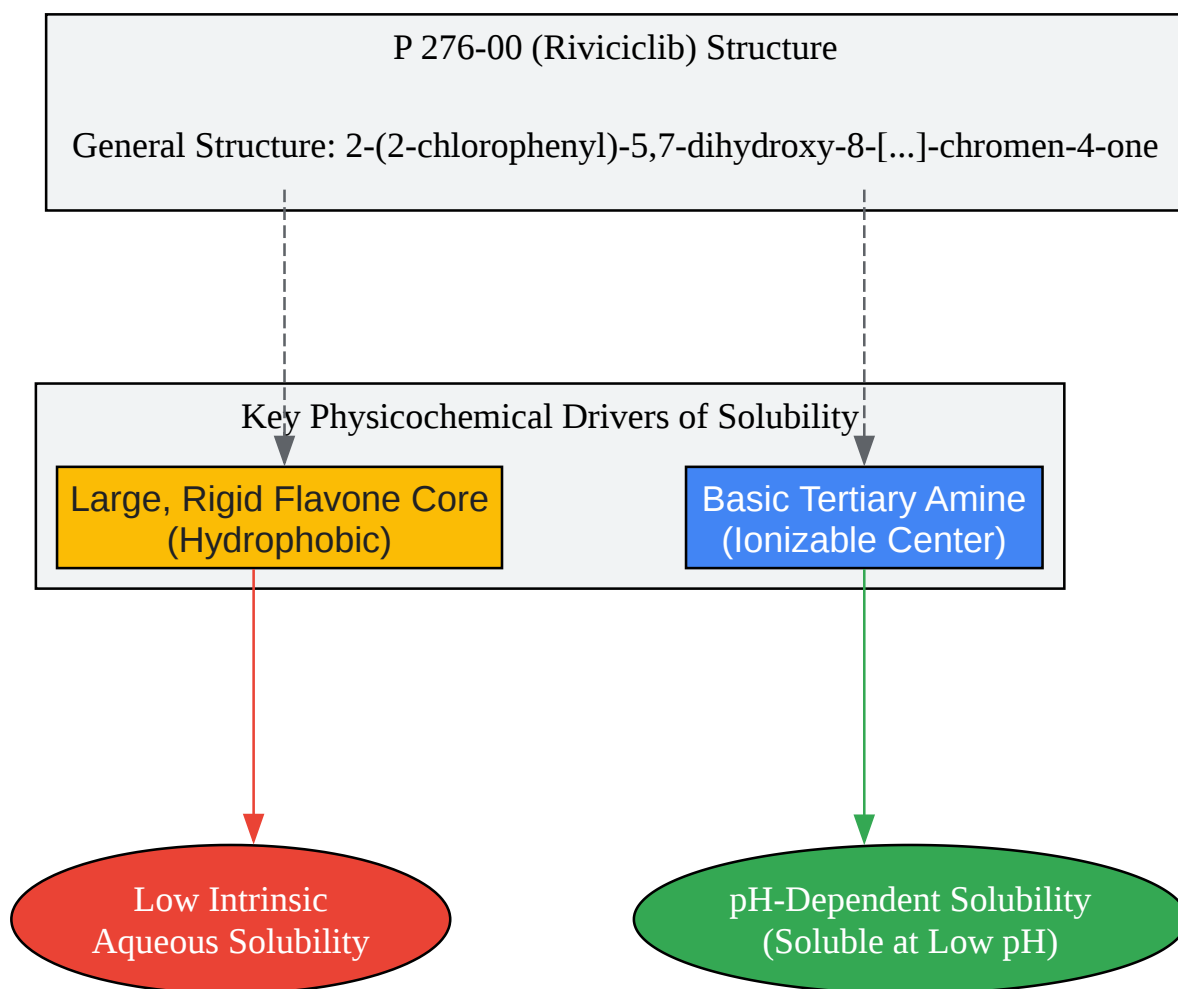 P 276-00 (Riviciclib) Structure
General Structure: 2-(2-chlorophenyl)-5,7-dihydroxy-8-[...]-chromen-4-one
Key Physicochemical Drivers of Solubility
Large, Rigid Flavone Core
(Hydrophobic)
Basic Tertiary Amine
(Ionizable Center)
Low Intrinsic
Aqueous Solubility
pH-Dependent Solubility
(Soluble at Low pH)